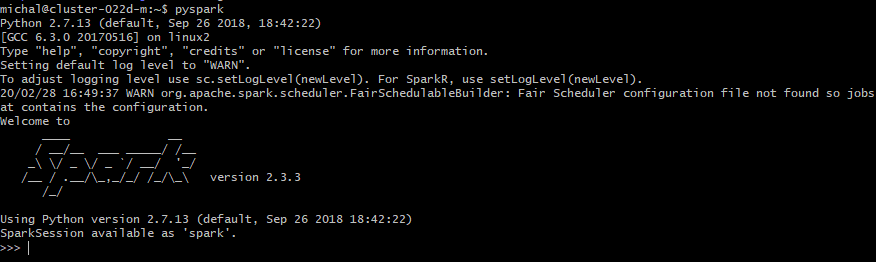 michal@cluster-022d-m:~$ pyspark
Python 2.7.13 (default, Sep 26 2018, 18:42:22)
[GCC 6.3.0 20170516] on linux2
Type "help", "copyright", "credits" or "license" for more information.
Setting default log level to "WARN".
To adjust logging level use sc.setLogLevel(newLevel). For SparkR, use setLogLevel(newLevel).
20/02/28 16:49:37 WARN org.apache.spark.scheduler.FairSchedulableBuilder: Fair Scheduler configuration file not found so jobs
at contains the configuration.
Welcome to
      ____              __
     / __/__  ___ _____/ /__
    _\ \/ _ \/ _ `/ __/  '_/
   /__ / .__/\_,_/_/ /_/\_\   version 2.3.3
      /_/
Using Python version 2.7.13 (default, Sep 26 2018 18:42:22)
SparkSession available as 'spark'.
>>>